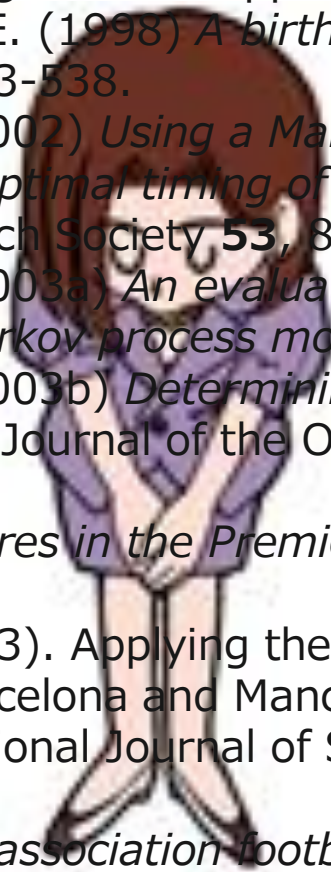 E. (1998) A birth
3-538.
002) Using a Ma
ptimal timing of
ch Society 53, 8
003a) An evalua
rkov process mo
003b) Determini
Journal of the O
res in the Premi
3). Applying the
celona and Manc
onal Journal of S
association footb